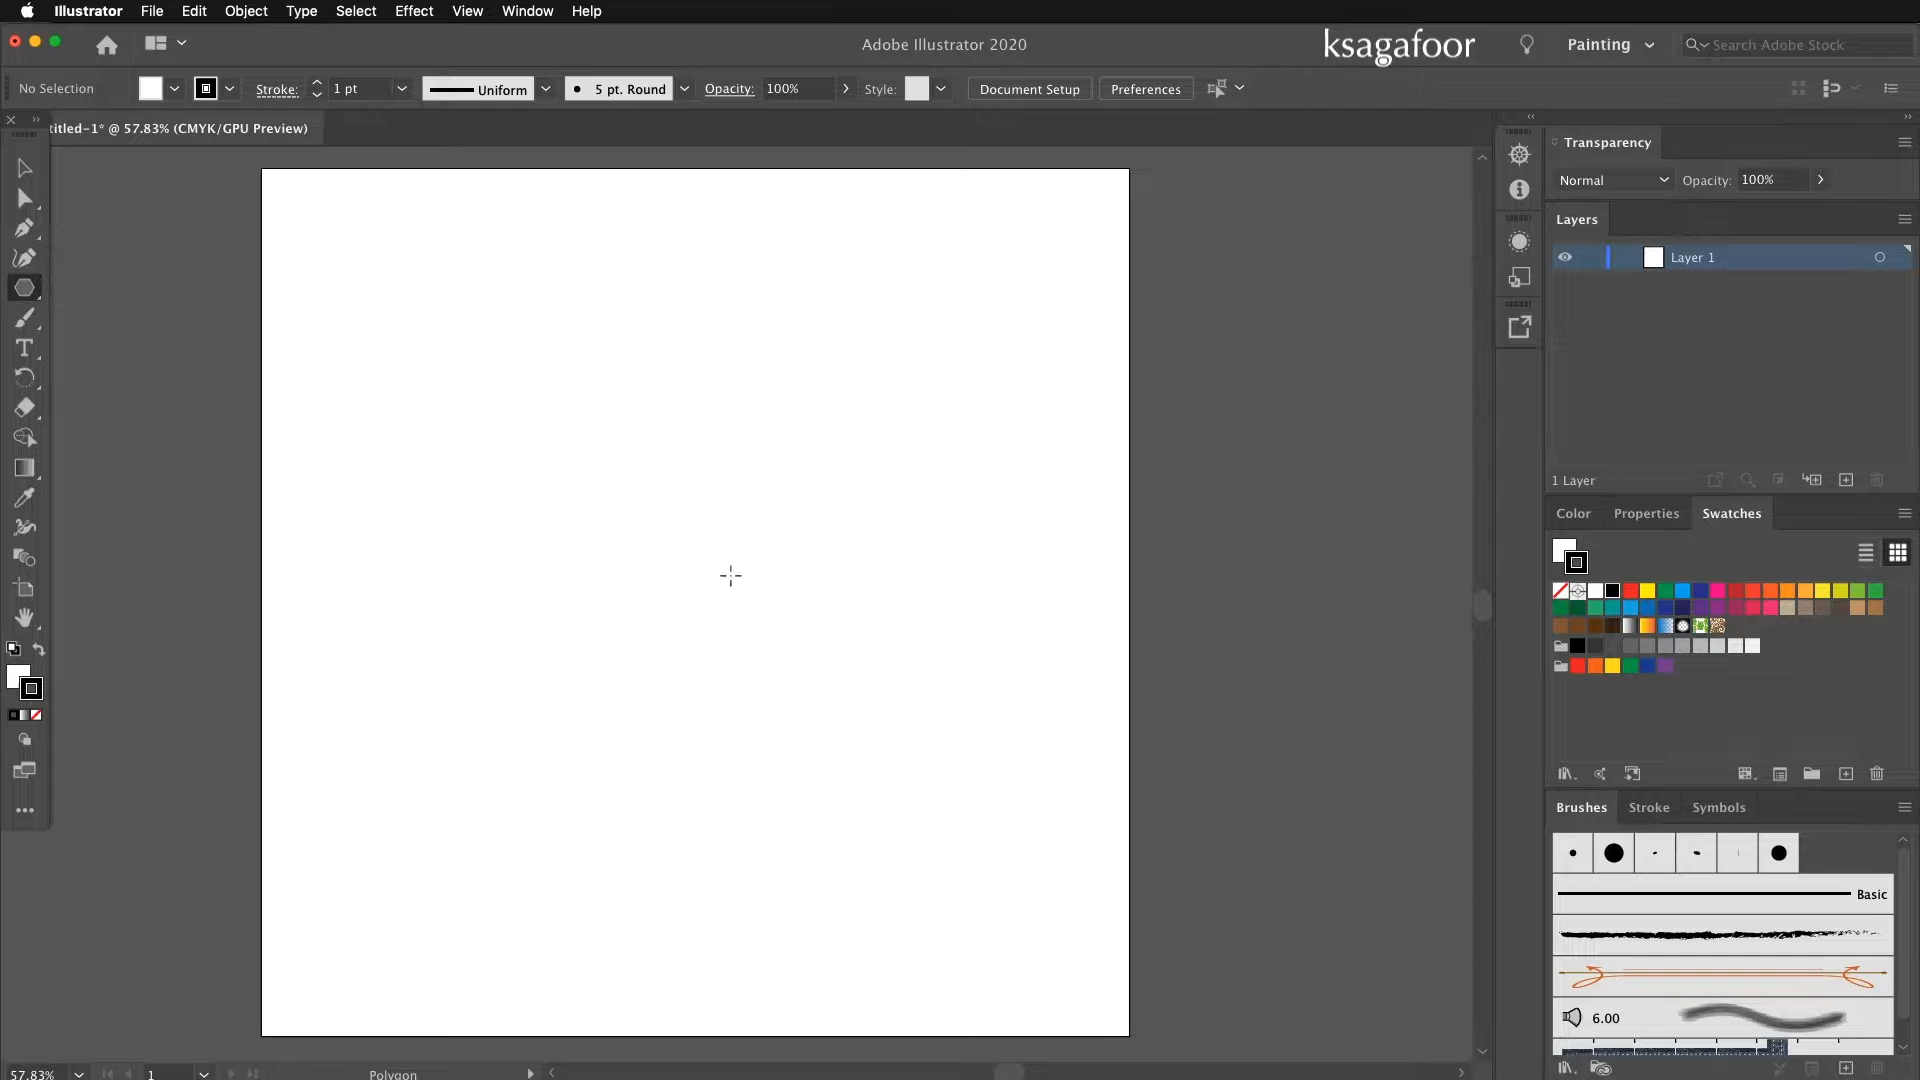 Illustrator File Edit Object Type Select Effect View Window Help
Adobe Illustrator 2020
ksagafoor
Painting
Search Adobe Stock
No Selection
Stroke:
1 pt
Uniform
5 pt. Round
Opacity:
100%
Style:
Document Setup
Preferences
titled-1* @ 57.83% (CMYK/GPU Preview)
Transparency
Normal
Opacity:
100%
Layers
Layer 1
1 Layer
Color Properties Swatches
Brushes Stroke Symbols
Basic
6.00
57.83%
1
Polygon